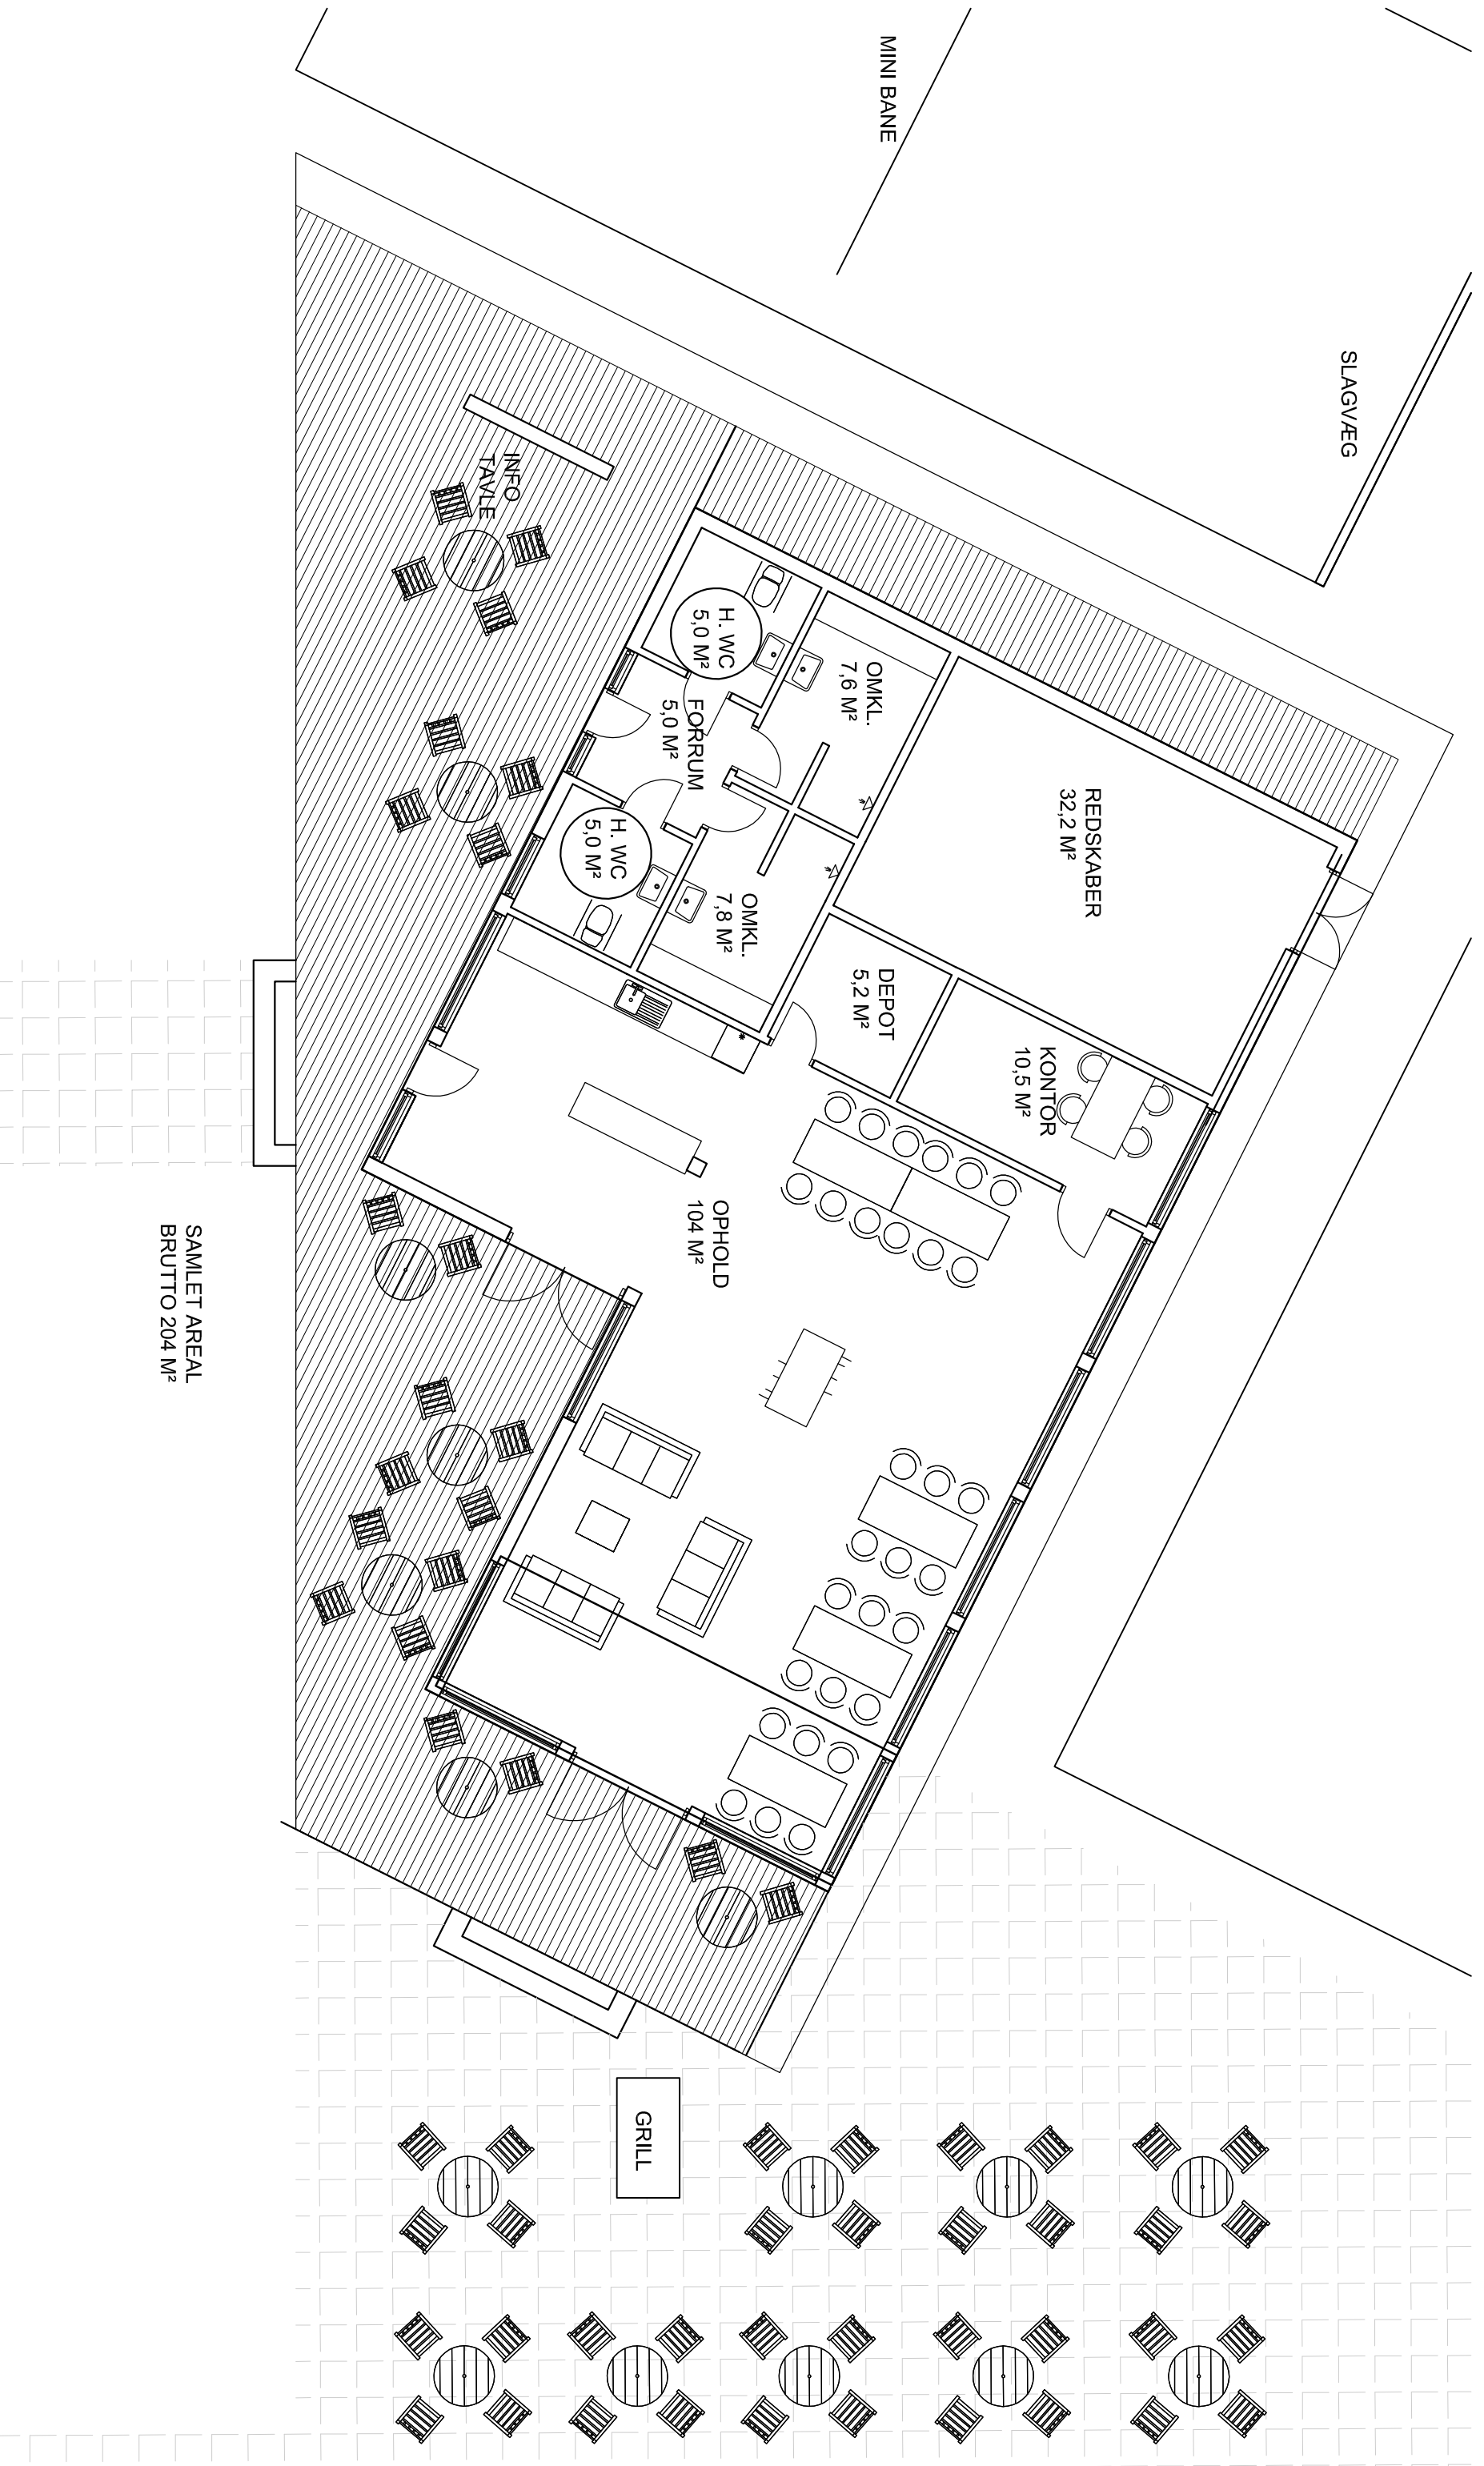 MINI BANE
SLAGVÆG
INFO
TAVLE
H. WC
5,0 M²
OMKL.
7,6 M²
FORRUM
5,0 M²
REDSKABER
32,2 M²
H. WC
5,0 M²
OMKL.
7,8 M²
DEPOT
5,2 M²
KONTOR
10,5 M²
OPHOLD
104 M²
SAMLET AREAL
BRUTTO 204 M²
GRILL